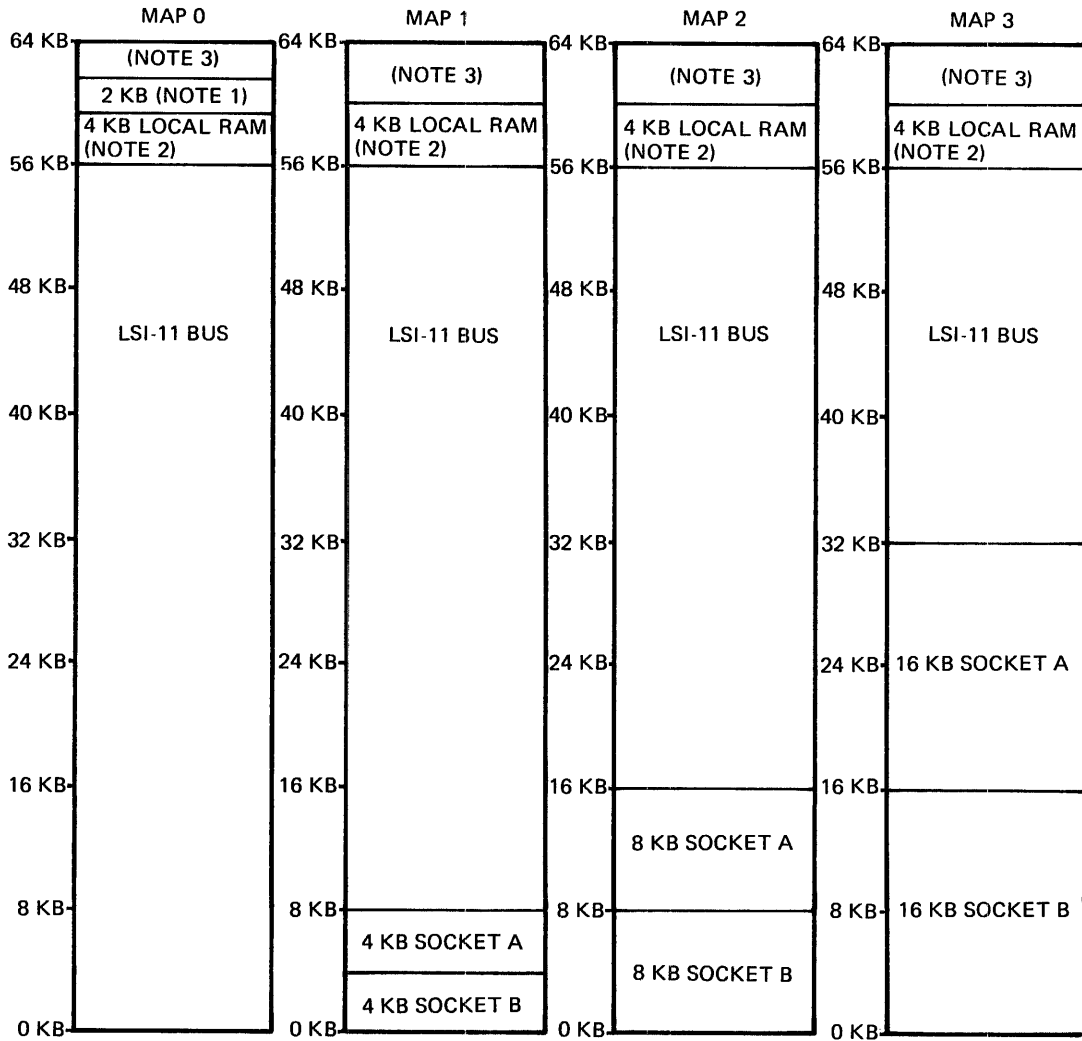 MAP 0
64 KB
(NOTE 3)
2 KB (NOTE 1)
4 KB LOCAL RAM
(NOTE 2)
56 KB
48 KB
LSI-11 BUS
40 KB
32 KB
24 KB
16 KB
8 KB
0 KB
MAP 1
64 KB
(NOTE 3)
4 KB LOCAL RAM
(NOTE 2)
56 KB
48 KB
LSI-11 BUS
40 KB
32 KB
24 KB
16 KB
8 KB
4 KB SOCKET A
4 KB SOCKET B
0 KB
MAP 2
64 KB
(NOTE 3)
4 KB LOCAL RAM
(NOTE 2)
56 KB
48 KB
LSI-11 BUS
40 KB
32 KB
24 KB
16 KB
8 KB SOCKET A
8 KB
8 KB SOCKET B
0 KB
MAP 3
64 KB
(NOTE 3)
4 KB LOCAL RAM
(NOTE 2)
56 KB
48 KB
LSI-11 BUS
40 KB
32 KB
24 KB
16 KB SOCKET A
16 KB
8 KB
16 KB SOCKET B
0 KB